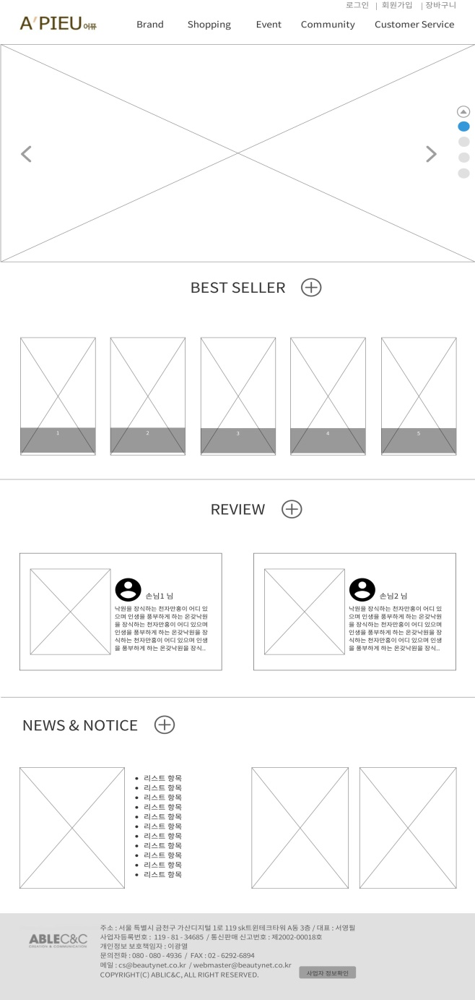 로그인 | 회원가입 | 장바구니
A'PIEU 어퓨
Brand Shopping Event Community Customer Service
BEST SELLER
1 2 3 4 5
REVIEW
손님1 님
낙원을 장식하는 천자만홍이 어디 있
으며 인생을 풍부하게 하는 온갖낙원
을 장식하는 천자만홍이 어디 있으며
인생을 풍부하게 하는 온갖낙원을 장
식하는 천자만홍이 어디 있으며 인생
을 풍부하게 하는 온갖낙원을 장식..
손님2 님
낙원을 장식하는 천자만홍이 어디 있
으며 인생을 풍부하게 하는 온갖낙원
을 장식하는 천자만홍이 어디 있으며
인생을 풍부하게 하는 온갖낙원을 장
식하는 천자만홍이 어디 있으며 인생
을 풍부하게 하는 온갖낙원을 장식..
NEWS & NOTICE
• 리스트 항목
• 리스트 항목
• 리스트 항목
• 리스트 항목
• 리스트 항목
• 리스트 항목
• 리스트 항목
• 리스트 항목
• 리스트 항목
• 리스트 항목
• 리스트 항목
ABLE C&C
CREATION & COMMUNICATION
주소 : 서울 특별시 금천구 가산디지털 1로 119 sk트윈테크타워 A동 3층 / 대표 : 서영필
사업자등록번호 : 119 - 81 - 34685 / 통신판매 신고번호 : 제2002-00018호
개인정보 보호책임자 : 이광열
문의전화 : 080 - 080 - 4936 / FAX : 02 - 6292-6894
메일 : cs@beautynet.co.kr / webmaster@beautynet.co.kr
COPYRIGHT(C) ABLIC&C, ALL RIGHT RESERVED.
사업자 정보확인